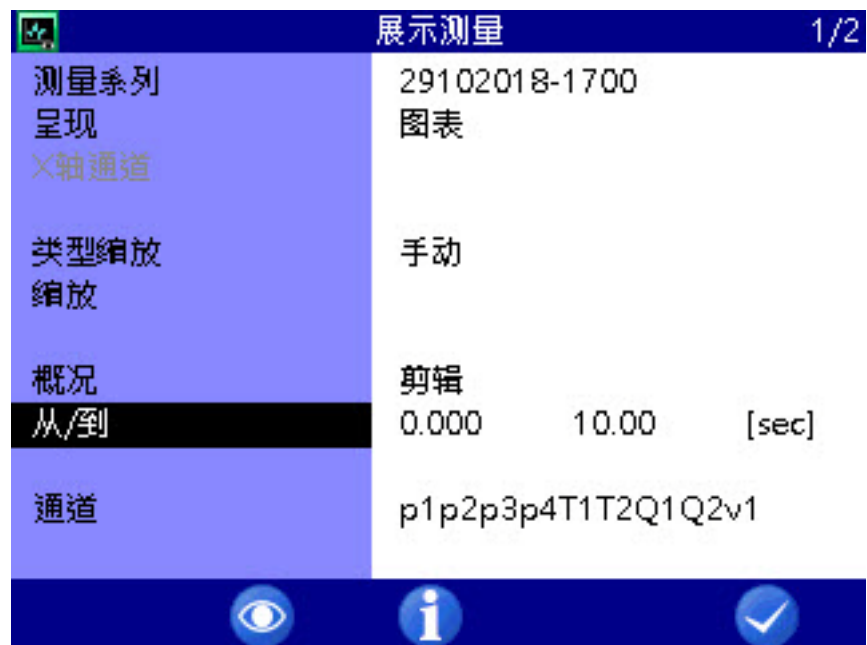 展示测量 1/2
测量系列 29102018-1700
呈现 图表
X轴通道
类型缩放 手动
缩放
概况 剪辑
从/到 0.000 10.00 [sec]
通道 p1p2p3p4T1T2Q1Q2v1